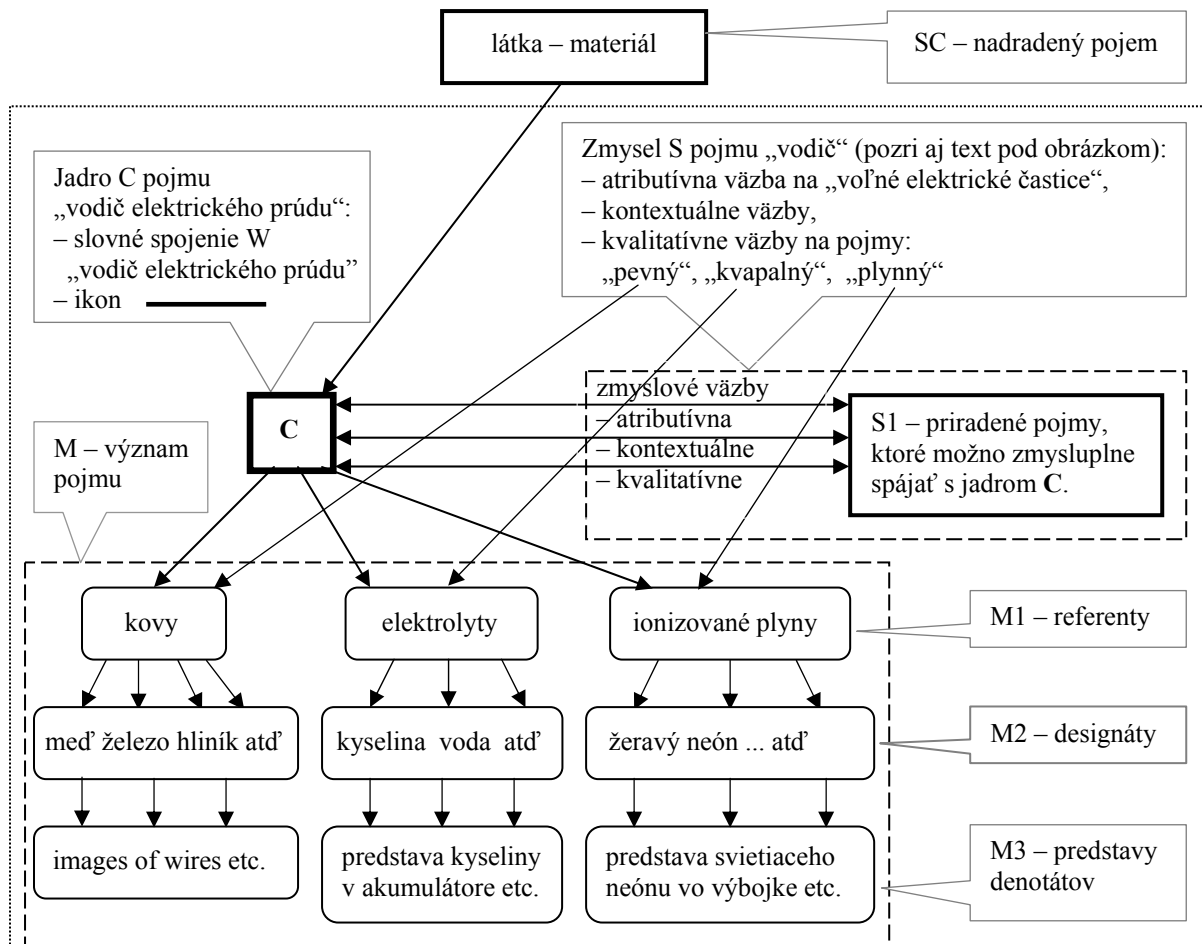 látka – materiál
SC – nadradený pojem
Jadro C pojmu
„vodič elektrického prúdu“:
– slovné spojenie W
„vodič elektrického prúdu”
– ikon
Zmysel S pojmu „vodič“ (pozri aj text pod obrázkom):
– atributívna väzba na „voľné elektrické častice“,
– kontextuálne väzby,
– kvalitatívne väzby na pojmy:
„pevný“, „kvapalný“, „plynný“
C
zmyslové väzby
– atributívna
– kontextuálne
– kvalitatívne
S1 – priradené pojmy,
ktoré možno zmysluplne
spájať s jadrom C.
M – význam
pojmu
kovy
elektrolyty
ionizované plyny
M1 – referenty
meď železo hliník atď
kyselina voda atď
žeravý neón ... atď
M2 – designáty
images of wires etc.
predstava kyseliny
v akumulátore etc.
predstava svietiaceho
neónu vo výbojke etc.
M3 – predstavy
denotátov